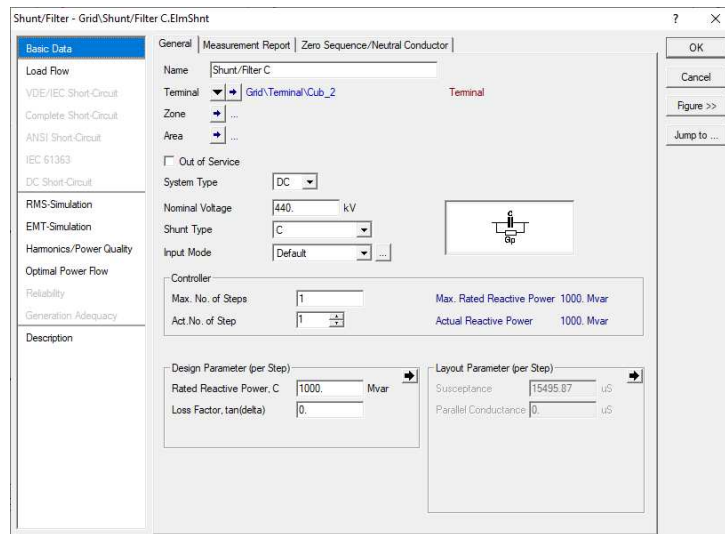 Shunt/Filter - Grid\Shunt/Filter C.ElmShnt ? ×
Basic Data
Load Flow
VDE/IEC Short-Circuit
Complete Short-Circuit
ANSI Short-Circuit
IEC 61363
DC Short-Circuit
RMS-Simulation
EMT-Simulation
Harmonics/Power Quality
Optimal Power Flow
Reliability
Generation Adequacy
Description
General Measurement Report Zero Sequence/Neutral Conductor
Name Shunt/Filter C
Terminal Grid\Terminal\Cub_2 Terminal
Zone ...
Area ...
Out of Service
System Type DC
Nominal Voltage 440. kV
Shunt Type C
Input Mode Default ...
C
Gp
Controller
Max. No. of Steps 1 Max. Rated Reactive Power 1000. Mvar
Act.No. of Step 1 Actual Reactive Power 1000. Mvar
Design Parameter (per Step)
Rated Reactive Power, C 1000. Mvar
Loss Factor, tan(delta) 0.
Layout Parameter (per Step)
Susceptance 15495.87 uS
Parallel Conductance 0. uS
OK
Cancel
Figure >>
Jump to ...